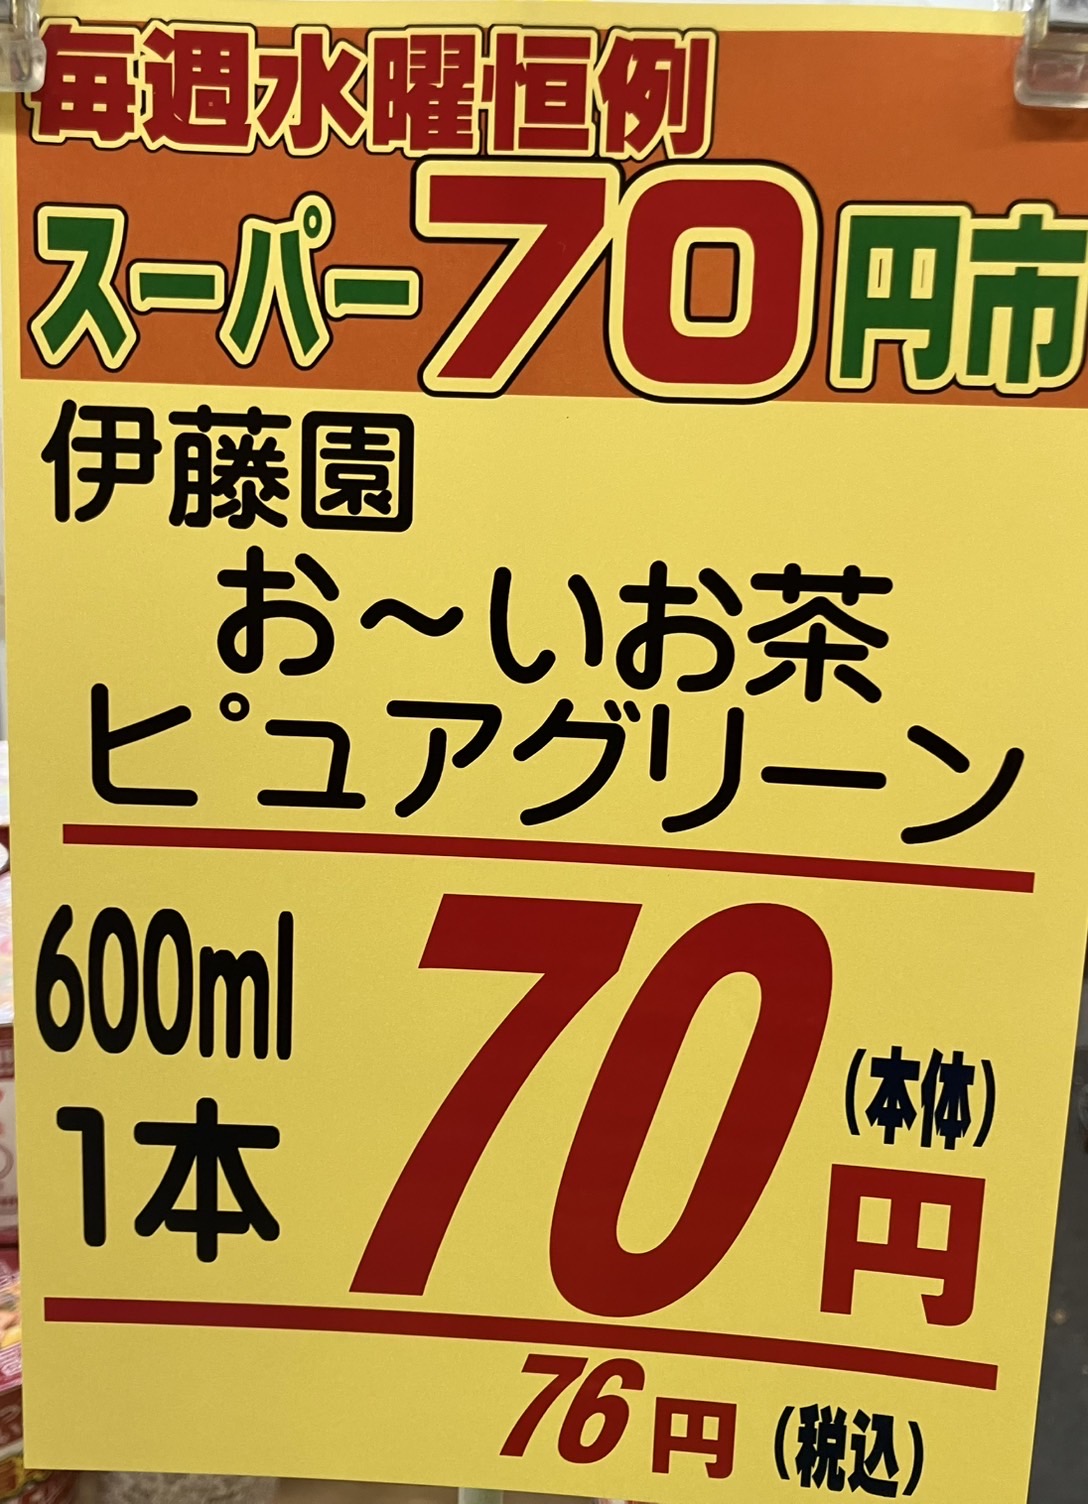 毎週水曜恒例
スーパー70円市
伊藤園
お～いお茶
ピュアグリーン
600ml
1本
70円(本体)
76円(税込)